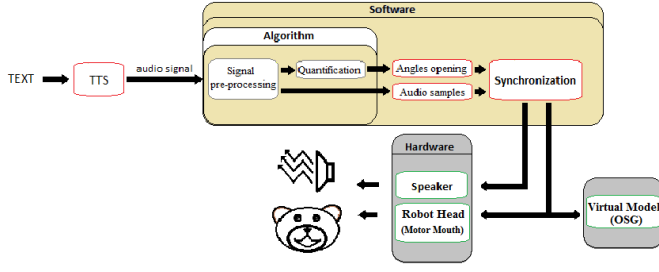 Software
Algorithm
TEXT
TTS
audio signal
Signal
pre-processing
Quantification
Angles opening
Audio samples
Synchronization
Hardware
Speaker
Robot Head
(Motor Mouth)
Virtual Model
(OSG)